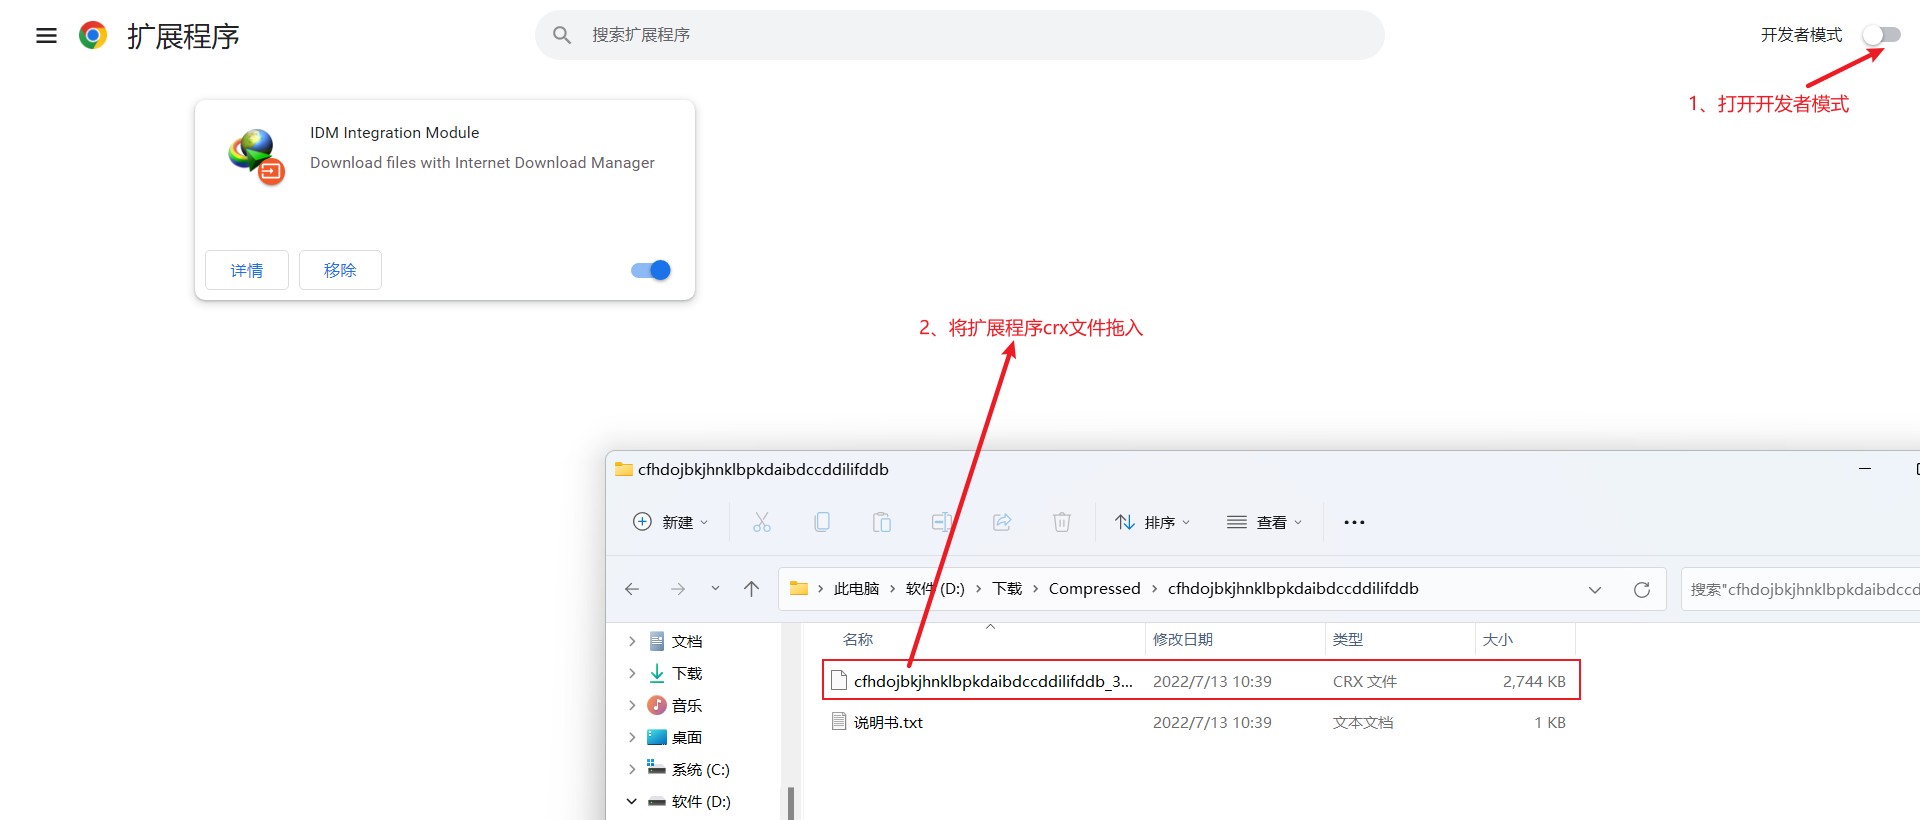 扩展程序
搜索扩展程序
开发者模式
1、打开开发者模式
IDM Integration Module
Download files with Internet Download Manager
详情
移除
2、将扩展程序crx文件拖入
cfhdojbkjhnklbpkdaibdccddilifddb
新建
排序
查看
此电脑 › 软件 (D:) › 下载 › Compressed › cfhdojbkjhnklbpkdaibdccddilifddb
搜索"cfhdojbkjhnklbpkdaibdccd
文档
下载
音乐
桌面
系统 (C:)
软件 (D:)
名称 修改日期 类型 大小
cfhdojbkjhnklbpkdaibdccddilifddb_3... 2022/7/13 10:39 CRX 文件 2,744 KB
说明书.txt 2022/7/13 10:39 文本文档 1 KB